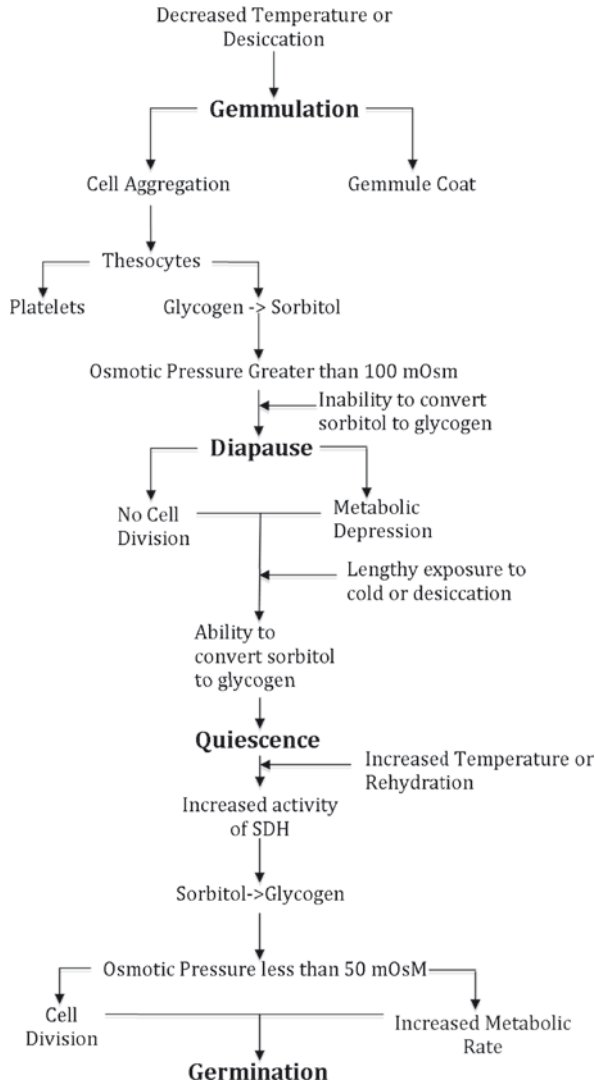 Decreased Temperature or
Desiccation
Gemmulation
Cell Aggregation
Gemmule Coat
Thesocytes
Platelets
Glycogen -> Sorbitol
Osmotic Pressure Greater than 100 mOsm
Inability to convert
sorbitol to glycogen
Diapause
No Cell
Division
Metabolic
Depression
Lengthy exposure to
cold or desiccation
Ability to
convert sorbitol
to glycogen
Quiescence
Increased Temperature or
Rehydration
Increased activity
of SDH
Sorbitol->Glycogen
Osmotic Pressure less than 50 mOsM
Cell
Division
Increased Metabolic
Rate
Germination